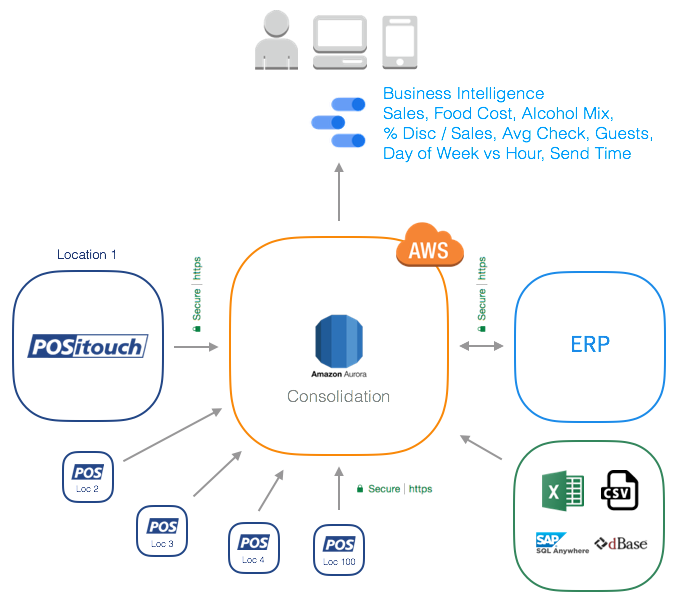 Business Intelligence
Sales, Food Cost, Alcohol Mix,
% Disc / Sales, Avg Check, Guests,
Day of Week vs Hour, Send Time
AWS
Location 1
Secure | https
Secure | https
POSitouch
Amazon Aurora
Consolidation
ERP
POS
Loc 2
POS
Loc 3
POS
Loc 4
POS
Loc 100
Secure | https
X
CSV
SAP
SQL Anywhere
dBase